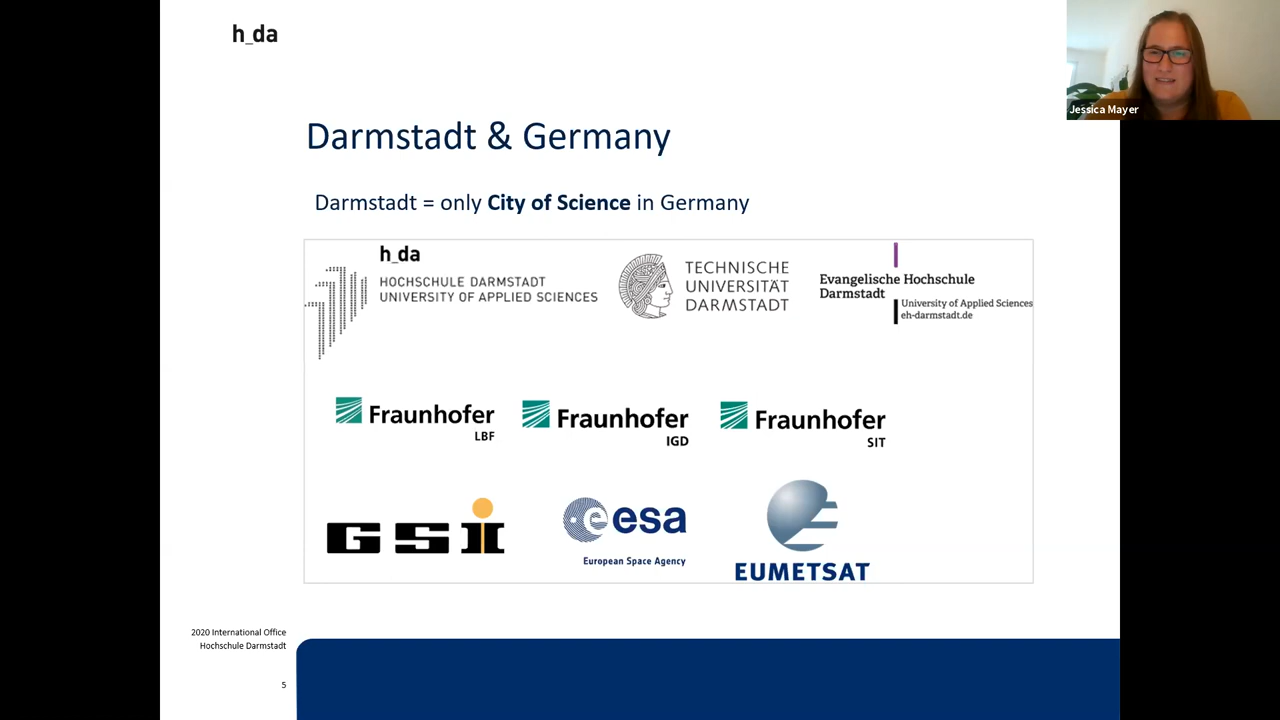 h_da
Jessica Mayer
Darmstadt & Germany
Darmstadt = only City of Science in Germany
h_da
HOCHSCHULE DARMSTADT
UNIVERSITY OF APPLIED SCIENCES
TECHNISCHE
UNIVERSITÄT
DARMSTADT
Evangelische Hochschule
Darmstadt
University of Applied Sciences
eh-darmstadt.de
Fraunhofer
LBF
Fraunhofer
IGD
Fraunhofer
SIT
GSI
esa
European Space Agency
EUMETSAT
2020 International Office
Hochschule Darmstadt
5